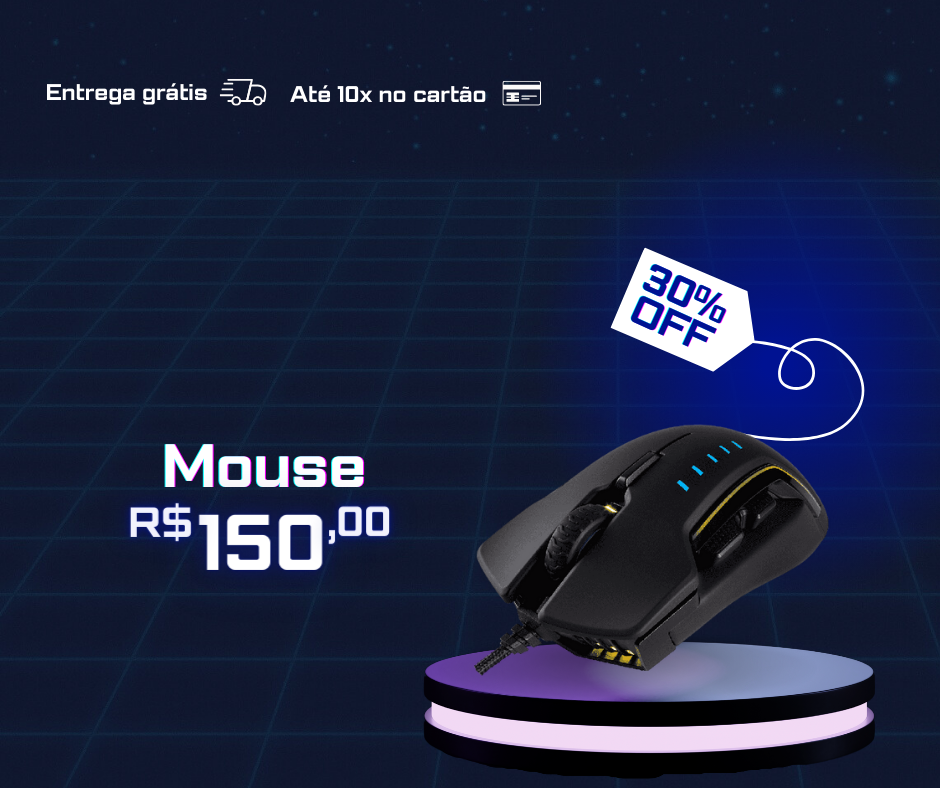 Entrega grátis
Até 10x no cartão
30%
OFF
Mouse
R$150,00